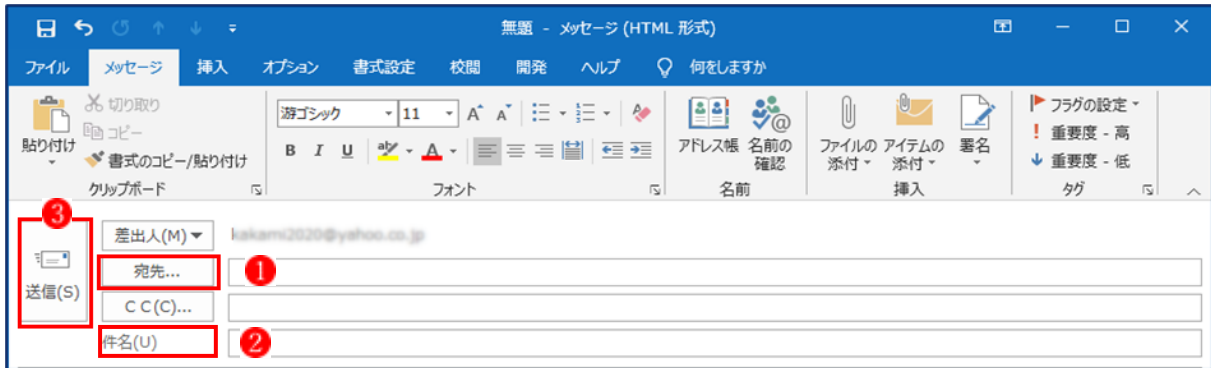 無題 - メッセージ (HTML 形式)
ファイル メッセージ 挿入 オプション 書式設定 校閲 開発 ヘルプ 何をしますか
貼り付け
切り取り
コピー
書式のコピー/貼り付け
クリップボード
游ゴシック 11
B I U aby A
フォント
アドレス帳
名前の
確認
名前
ファイルの
添付
アイテムの
添付
署名
挿入
フラグの設定
重要度 - 高
重要度 - 低
タグ
3
送信(S)
差出人(M) kakami2020@yahoo.co.jp
宛先... 1
C C(C)...
件名(U) 2